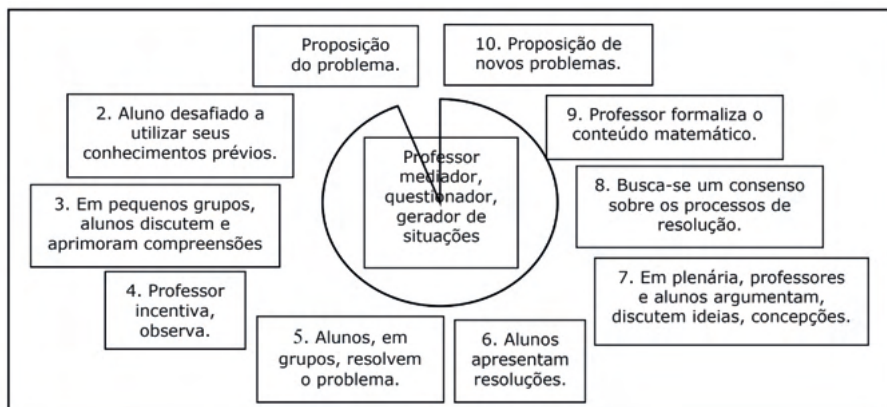 Proposição
do problema.
2. Aluno desafiado a
utilizar seus
conhecimentos prévios.
3. Em pequenos grupos,
alunos discutem e
aprimoram compreensões
4. Professor
incentiva,
observa.
5. Alunos, em
grupos, resolvem
o problema.
6. Alunos
apresentam
resoluções.
7. Em plenária, professores
e alunos argumentam,
discutem ideias, concepções.
8. Busca-se um consenso
sobre os processos de
resolução.
9. Professor formaliza o
conteúdo matemático.
10. Proposição de
novos problemas.
Professor
mediador,
questionador,
gerador de
situações